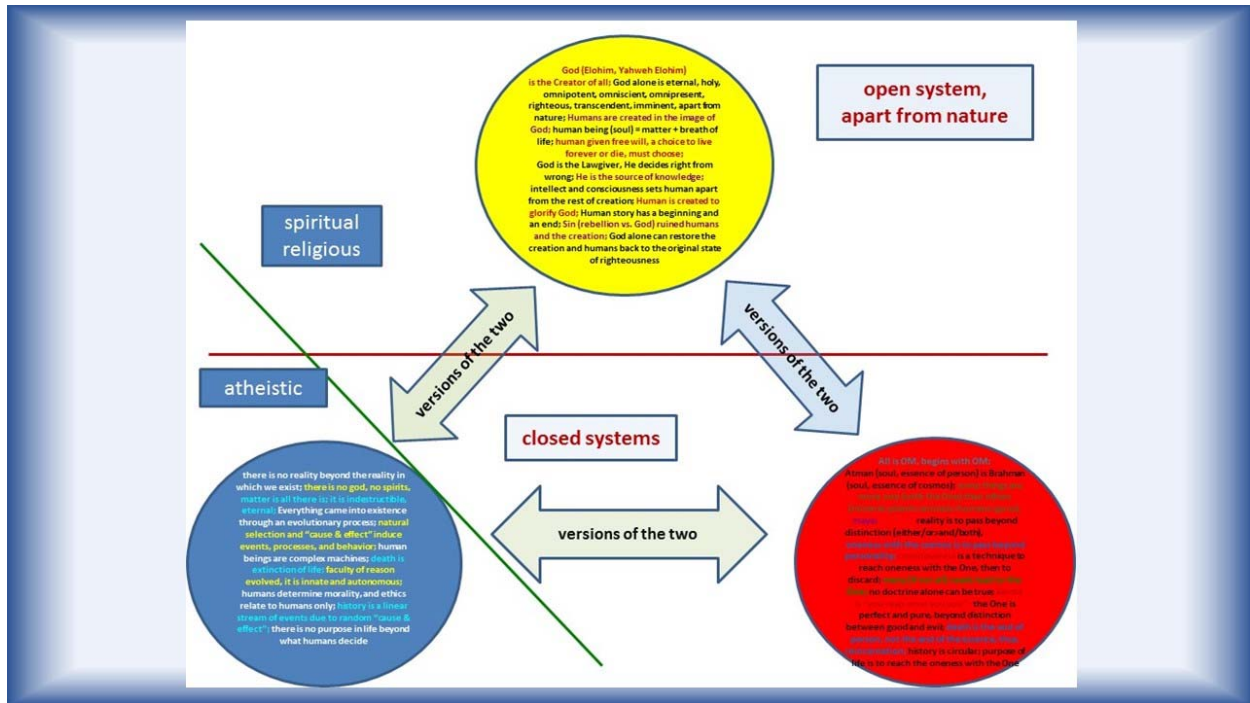 God (Elohim, Yahweh Elohim)
is the Creator of all; God alone is eternal, holy,
omnipotent, omniscient, omnipresent,
righteous, transcendent, imminent, apart from
nature; Humans are created in the image of
God; human being (soul) = matter + breath of
life; human given free will, a choice to live
forever or die, must choose;
God is the Lawgiver, He decides right from
wrong; He is the source of knowledge;
intellect and consciousness sets human apart
from the rest of creation; Human is created to
glorify God; Human story has a beginning and
an end; Sin (rebellion vs. God) ruined humans
and the creation; God alone can restore the
creation and humans back to the original state
of righteousness
open system,
apart from nature
spiritual
religious
versions of the two
versions of the two
atheistic
closed systems
there is no reality beyond the reality in
which we exist; there is no god, no spirits,
matter is all there is; it is indestructible,
eternal; Everything came into existence
through an evolutionary process; natural
selection and "cause & effect" induce
events, processes, and behavior; human
beings are complex machines; death is
extinction of life; faculty of reason
evolved, it is innate and autonomous;
humans determine morality, and ethics
relate to humans only; history is a linear
stream of events due to random "cause &
effect"; there is no purpose in life beyond
what humans decide
versions of the two
All is OM, begins with OM;
Atman (soul, essence of person) is Brahman
(soul, essence of cosmos);
reality is to pass beyond
distinction (either/or>and/both),
is a technique to
reach oneness with the One, then to
discard;
no doctrine alone can be true;
the One is
perfect and pure, beyond distinction
between good and evil;
history is circular; purpose of
life is to reach the oneness with the One